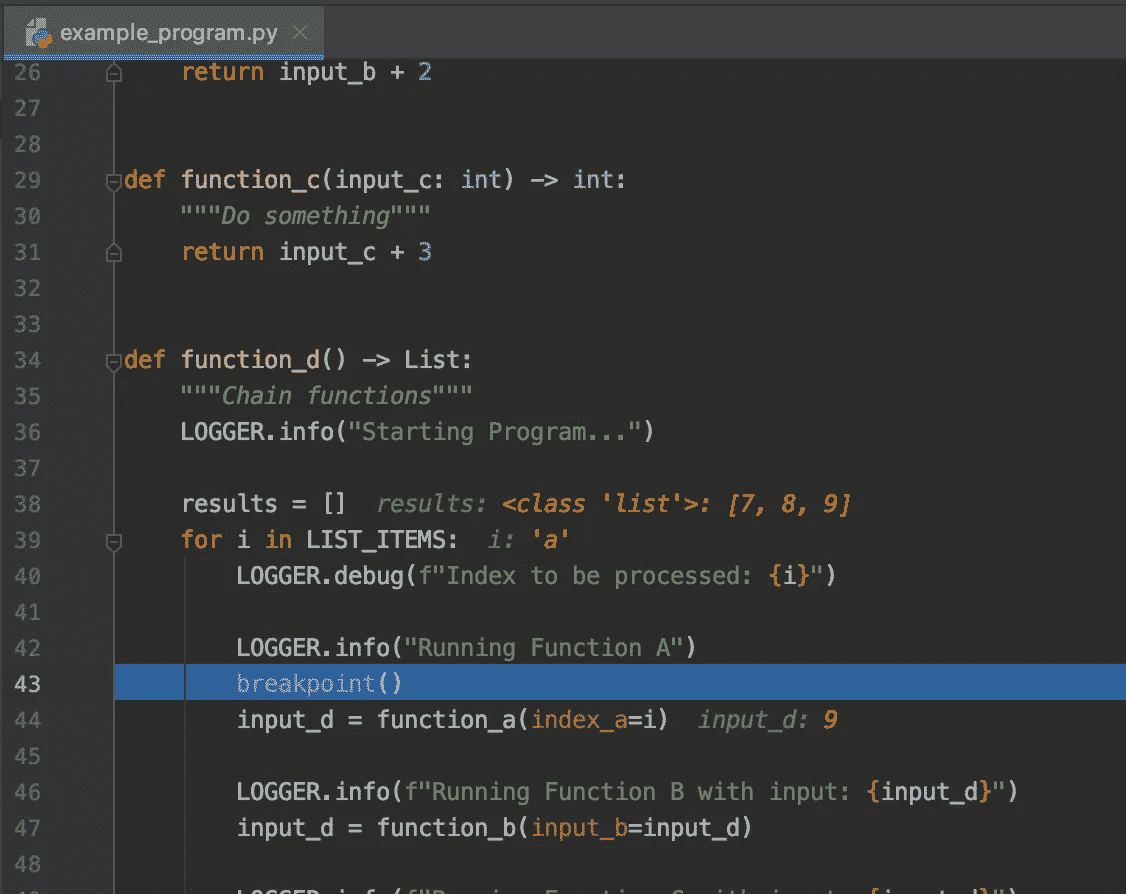 example_program.py
26 return input_b + 2
27
28
29 def function_c(input_c: int) -> int:
30 """Do something"""
31 return input_c + 3
32
33
34 def function_d() -> List:
35 """Chain functions"""
36 LOGGER.info("Starting Program...")
37
38 results = [] results: <class 'list'>: [7, 8, 9]
39 for i in LIST_ITEMS: i: 'a'
40 LOGGER.debug(f"Index to be processed: {i}")
41
42 LOGGER.info("Running Function A")
43 breakpoint()
44 input_d = function_a(index_a=i) input_d: 9
45
46 LOGGER.info(f"Running Function B with input: {input_d}")
47 input_d = function_b(input_b=input_d)
48